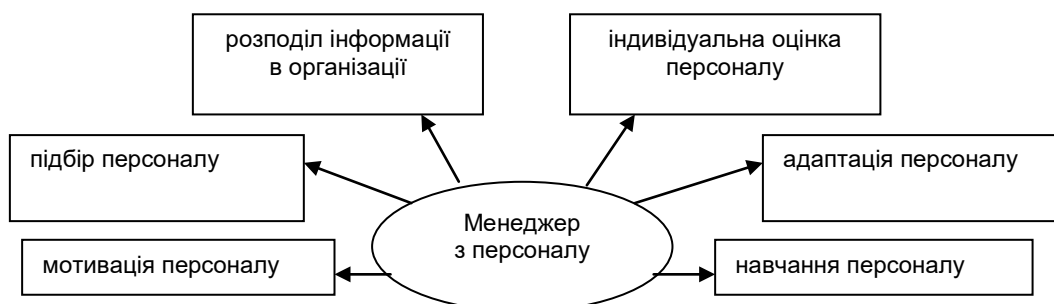 розподіл інформації
в організації
індивідуальна оцінка
персоналу
підбір персоналу
адаптація персоналу
Менеджер
з персоналу
мотивація персоналу
навчання персоналу